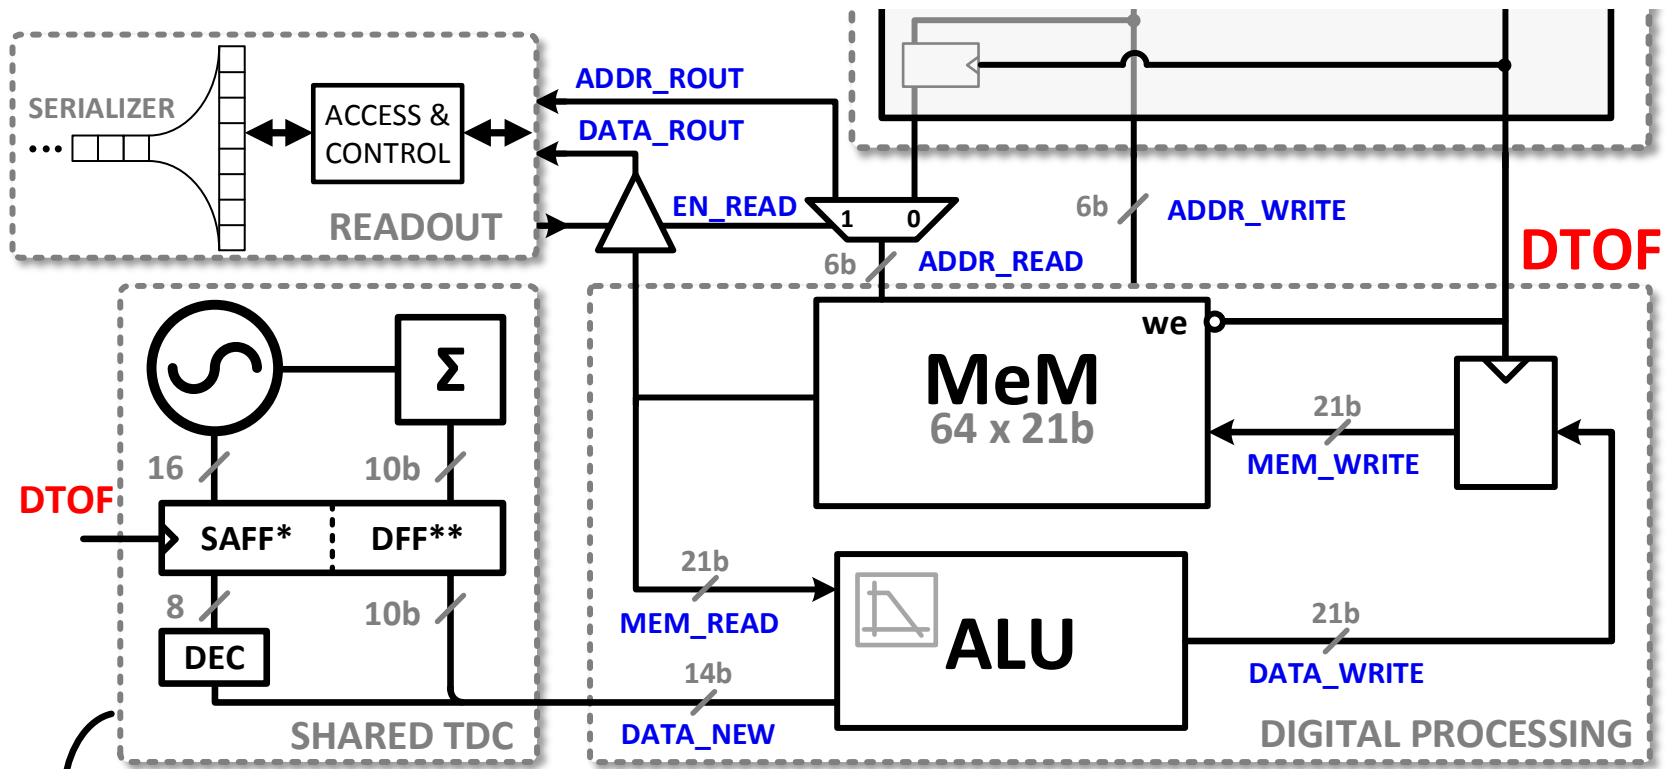 SERIALIZER
...
ACCESS &
CONTROL
READOUT
ADDR_ROUT
DATA_ROUT
EN_READ
1 0
6b
ADDR_READ
6b
ADDR_WRITE
DTOF
Σ
16
10b
DTOF
SAFF* DFF**
8
10b
DEC
SHARED TDC
we
MeM
64 x 21b
21b
MEM_WRITE
21b
MEM_READ
ALU
14b
DATA_NEW
21b
DATA_WRITE
DIGITAL PROCESSING